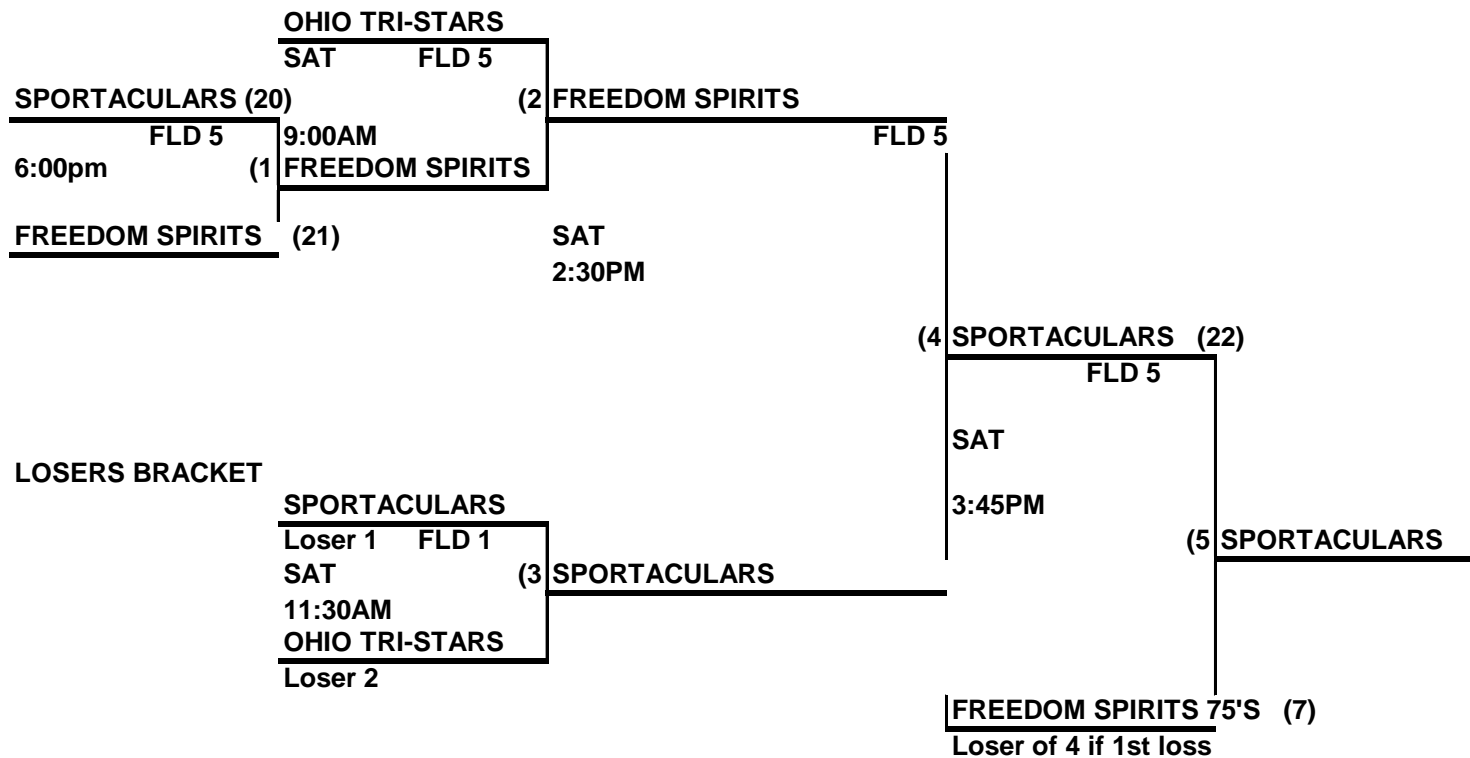 OHIO TRI-STARS
SAT FLD 5
SPORTACULARS (20) (2 FREEDOM SPIRITS
FLD 5 9:00AM FLD 5
6:00pm (1 FREEDOM SPIRITS
FREEDOM SPIRITS (21) SAT
2:30PM
(4 SPORTACULARS (22)
FLD 5
SAT
LOSERS BRACKET
SPORTACULARS 3:45PM
Loser 1 FLD 1 (5 SPORTACULARS
SAT (3 SPORTACULARS
11:30AM
OHIO TRI-STARS
Loser 2
FREEDOM SPIRITS 75'S (7)
Loser of 4 if 1st loss